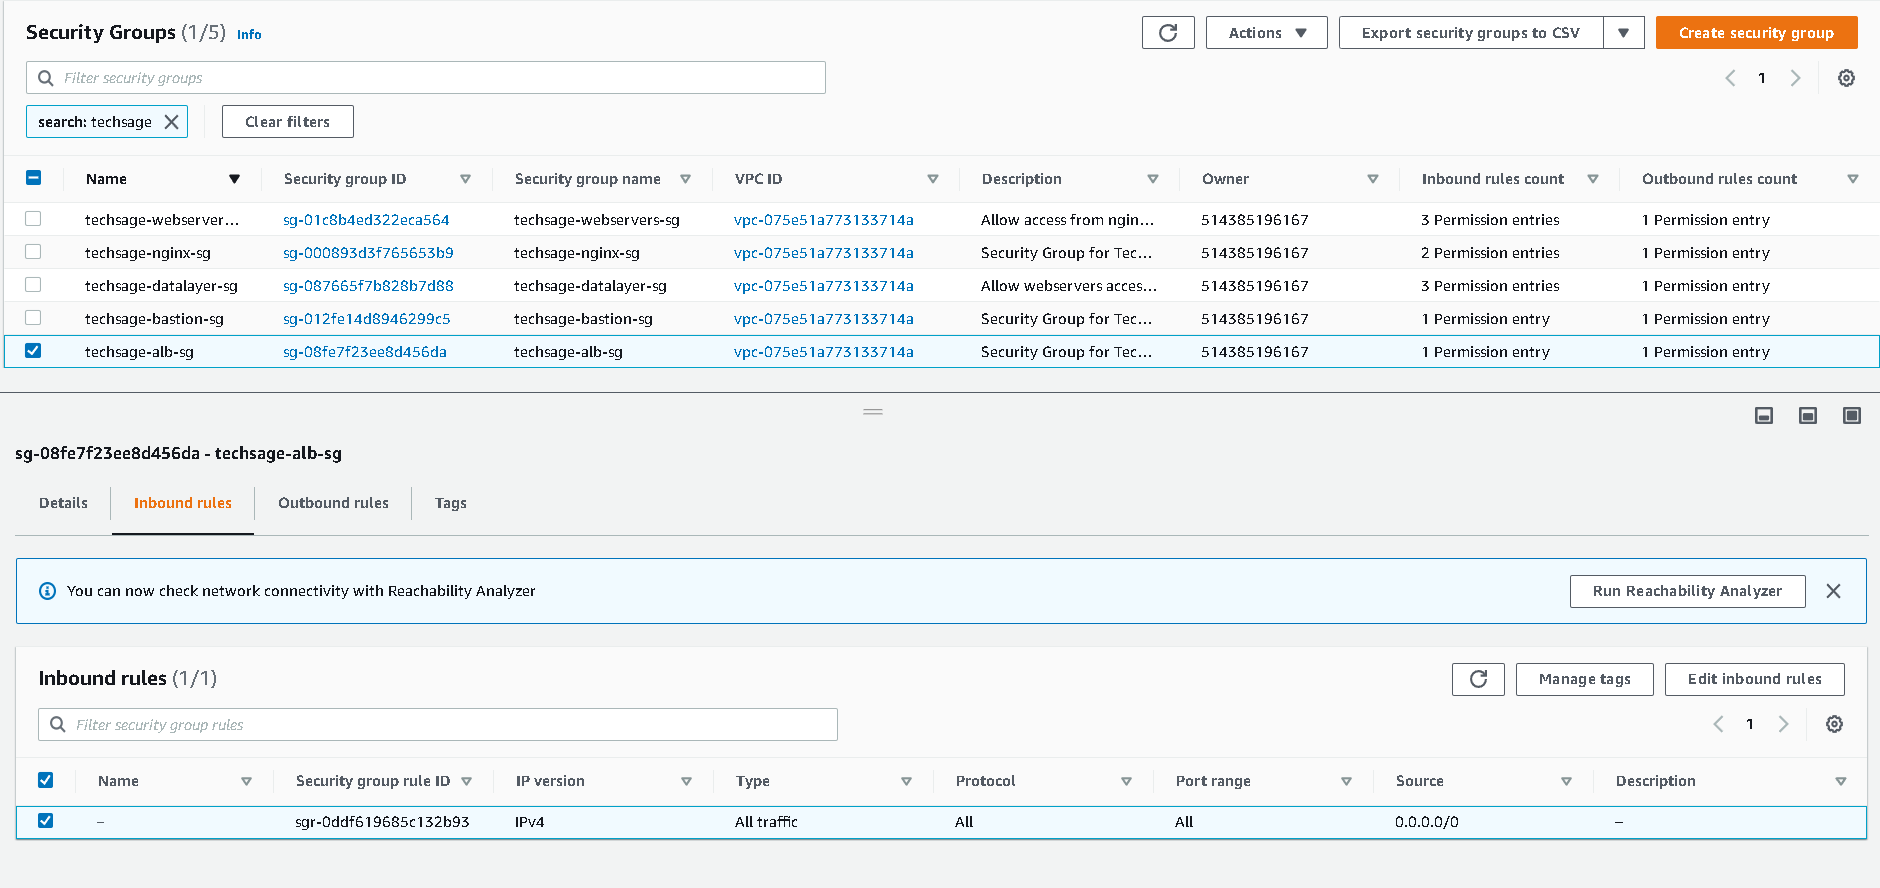 Security Groups (1/5) Info
Actions
Export security groups to CSV
Create security group
Filter security groups
1
search: techsage
Clear filters
Name Security group ID Security group name VPC ID Description Owner Inbound rules count Outbound rules count
techsage-webserver... sg-01c8b4ed322eca564 techsage-webservers-sg vpc-075e51a773133714a Allow access from ngin... 514385196167 3 Permission entries 1 Permission entry
techsage-nginx-sg sg-000893d3f765653b9 techsage-nginx-sg vpc-075e51a773133714a Security Group for Tec... 514385196167 2 Permission entries 1 Permission entry
techsage-datalayer-sg sg-087665f7b828b7d88 techsage-datalayer-sg vpc-075e51a773133714a Allow webservers acces... 514385196167 3 Permission entries 1 Permission entry
techsage-bastion-sg sg-012fe14d8946299c5 techsage-bastion-sg vpc-075e51a773133714a Security Group for Tec... 514385196167 1 Permission entry 1 Permission entry
techsage-alb-sg sg-08fe7f23ee8d456da techsage-alb-sg vpc-075e51a773133714a Security Group for Tec... 514385196167 1 Permission entry 1 Permission entry
sg-08fe7f23ee8d456da - techsage-alb-sg
Details Inbound rules Outbound rules Tags
You can now check network connectivity with Reachability Analyzer
Run Reachability Analyzer
Inbound rules (1/1)
Manage tags
Edit inbound rules
Filter security group rules
1
Name Security group rule ID IP version Type Protocol Port range Source Description
– sgr-0ddf619685c132b93 IPv4 All traffic All All 0.0.0.0/0 –